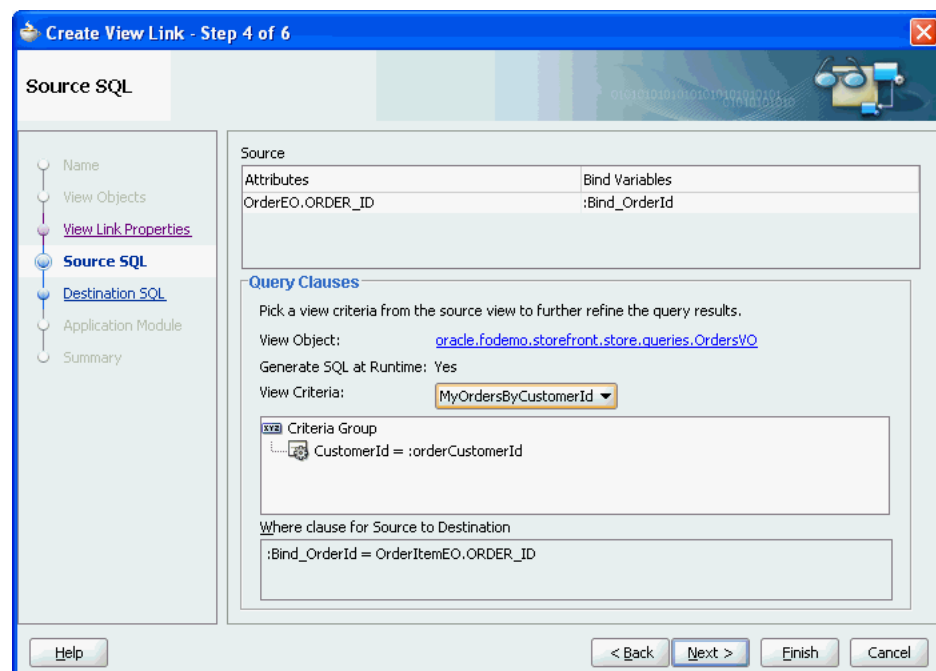 Create View Link - Step 4 of 6
Source SQL
010101010101010101010101
01010101010
Name
View Objects
View Link Properties
Source SQL
Destination SQL
Application Module
Summary
Source
Attributes Bind Variables
OrderEO.ORDER_ID :Bind_OrderId
Query Clauses
Pick a view criteria from the source view to further refine the query results.
View Object: oracle.fodemo.storefront.store.queries.OrdersVO
Generate SQL at Runtime: Yes
View Criteria: MyOrdersByCustomerId
XYZ Criteria Group
CustomerId = :orderCustomerId
Where clause for Source to Destination
:Bind_OrderId = OrderItemEO.ORDER_ID
Help < Back Next > Finish Cancel